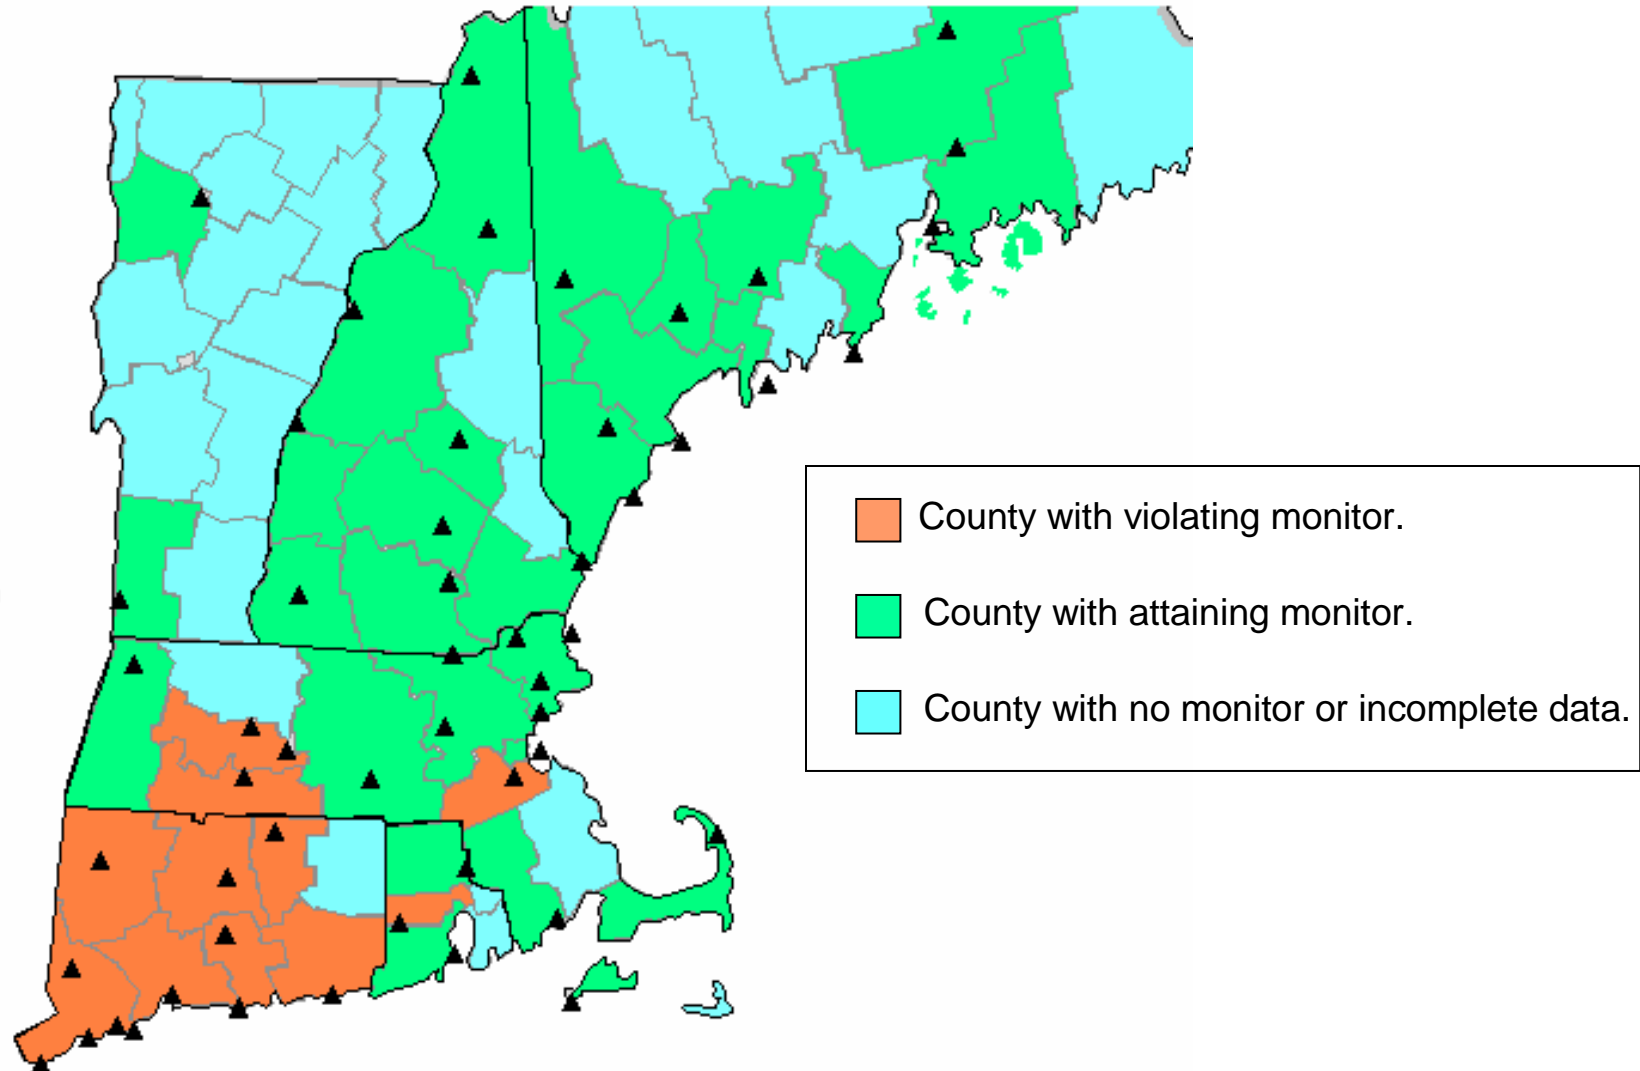 County with violating monitor.
County with attaining monitor.
County with no monitor or incomplete data.